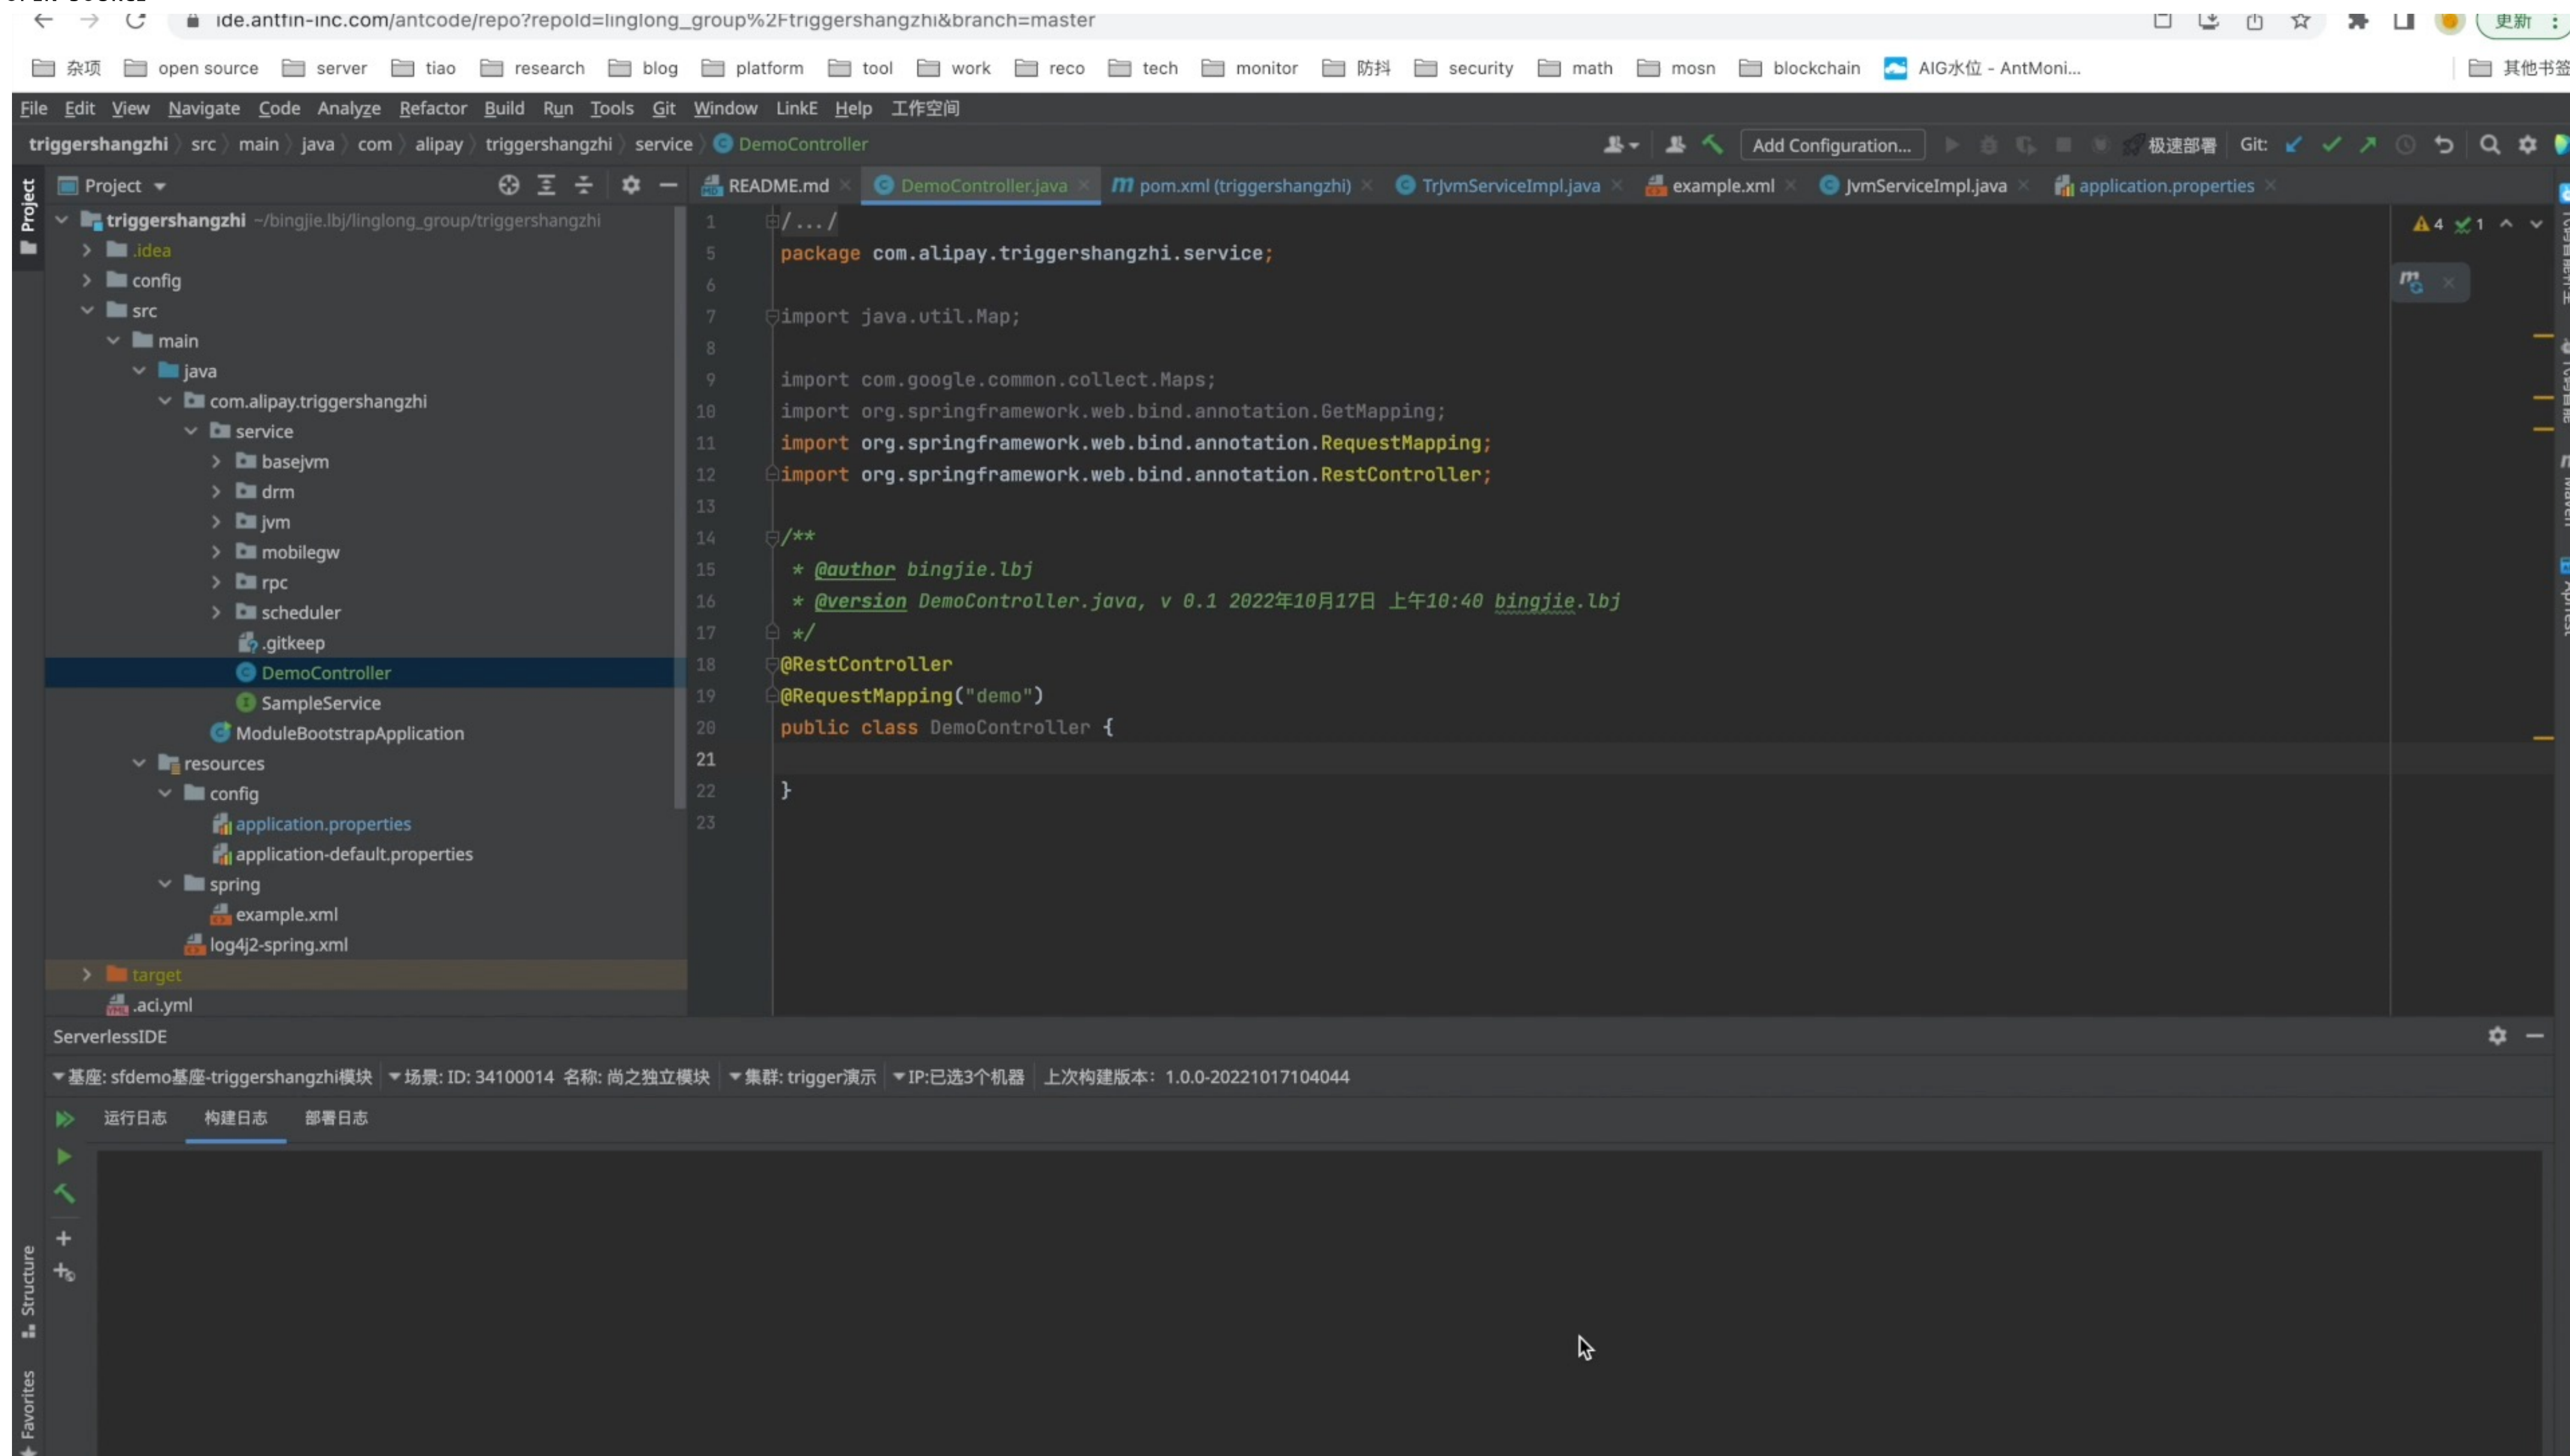 ide.antfin-inc.com/antcode/repo?repoId=linglong_group%2Ftriggershangzhi&branch=master
更新
杂项 open source server tiao research blog platform tool work reco tech monitor 防抖 security math mosn blockchain AIG水位 - AntMoni... 其他书签
File Edit View Navigate Code Analyze Refactor Build Run Tools Git Window LinkE Help 工作空间
triggershangzhi src main java com alipay triggershangzhi service DemoController
Add Configuration... 极速部署 Git:
Project
Project
README.md DemoController.java pom.xml (triggershangzhi) TrJvmServiceImpl.java example.xml JvmServiceImpl.java application.properties
triggershangzhi ~/bingjie.lbj/linglong_group/triggershangzhi
.idea
config
src
main
java
com.alipay.triggershangzhi
service
basejvm
drm
jvm
mobilegw
rpc
scheduler
.gitkeep
DemoController
SampleService
ModuleBootstrapApplication
resources
config
application.properties
application-default.properties
spring
example.xml
log4j2-spring.xml
target
.aci.yml
4 1
1 /.../
5 package com.alipay.triggershangzhi.service;
6
7 import java.util.Map;
8
9 import com.google.common.collect.Maps;
10 import org.springframework.web.bind.annotation.GetMapping;
11 import org.springframework.web.bind.annotation.RequestMapping;
12 import org.springframework.web.bind.annotation.RestController;
13
14 /**
15 * @author bingjie.lbj
16 * @version DemoController.java, v 0.1 2022年10月17日 上午10:40 bingjie.lbj
17 */
18 @RestController
19 @RequestMapping("demo")
20 public class DemoController {
21
22 }
23
ServerlessIDE
基座: sfdemo基座-triggershangzhi模块 场景: ID: 34100014 名称: 尚之独立模块 集群: trigger演示 IP:已选3个机器 上次构建版本：1.0.0-20221017104044
运行日志 构建日志 部署日志
Structure
Favorites